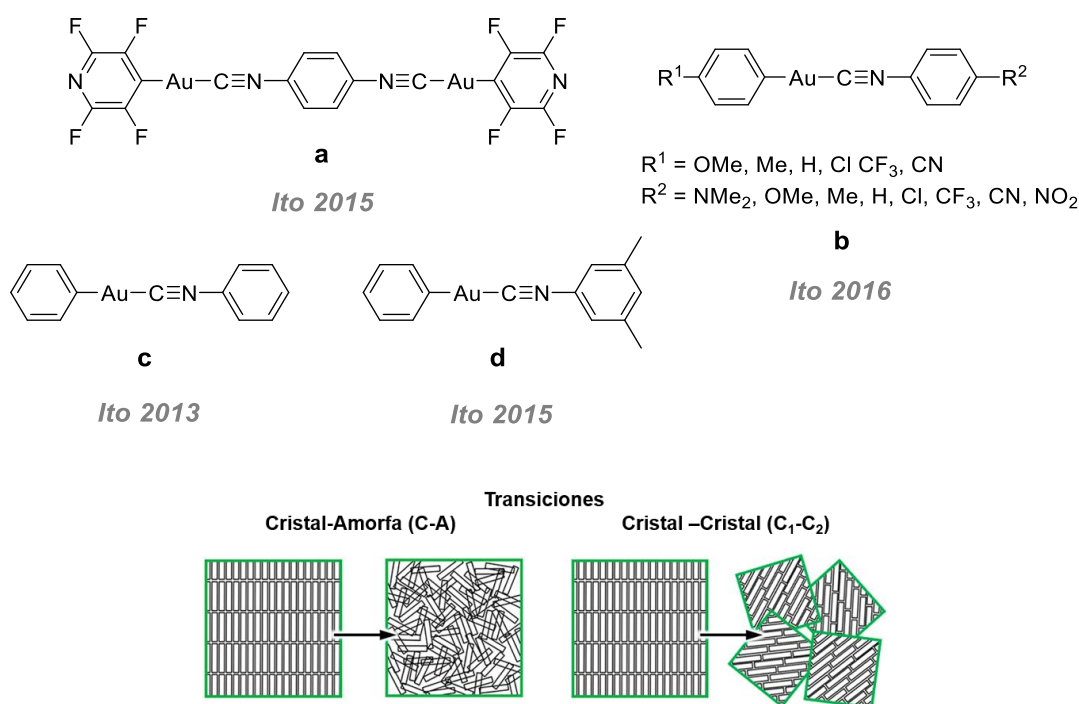 F F F F
N Au C≡N N≡C Au N
F F F F
a
Ito 2015
R¹ Au C≡N R²
R¹ = OMe, Me, H, Cl CF₃, CN
R² = NMe₂, OMe, Me, H, Cl, CF₃, CN, NO₂
b
Ito 2016
Au C≡N
c
Ito 2013
Au C≡N
d
Ito 2015
Transiciones
Cristal-Amorfa (C-A)
Cristal –Cristal (C₁-C₂)